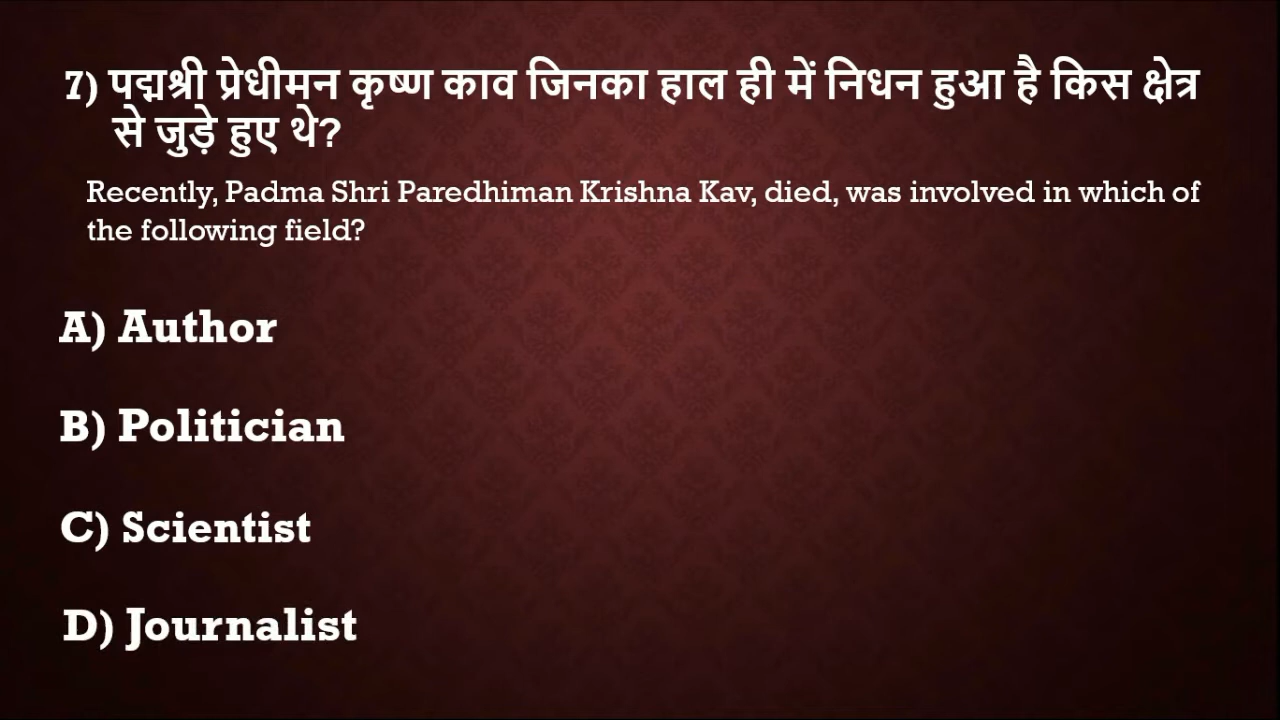 7) पद्मश्री प्रेधीमन कृष्ण काव जिनका हाल ही में निधन हुआ है किस क्षेत्र
से जुड़े हुए थे?
Recently, Padma Shri Paredhiman Krishna Kav, died, was involved in which of
the following field?
A) Author
B) Politician
C) Scientist
D) Journalist